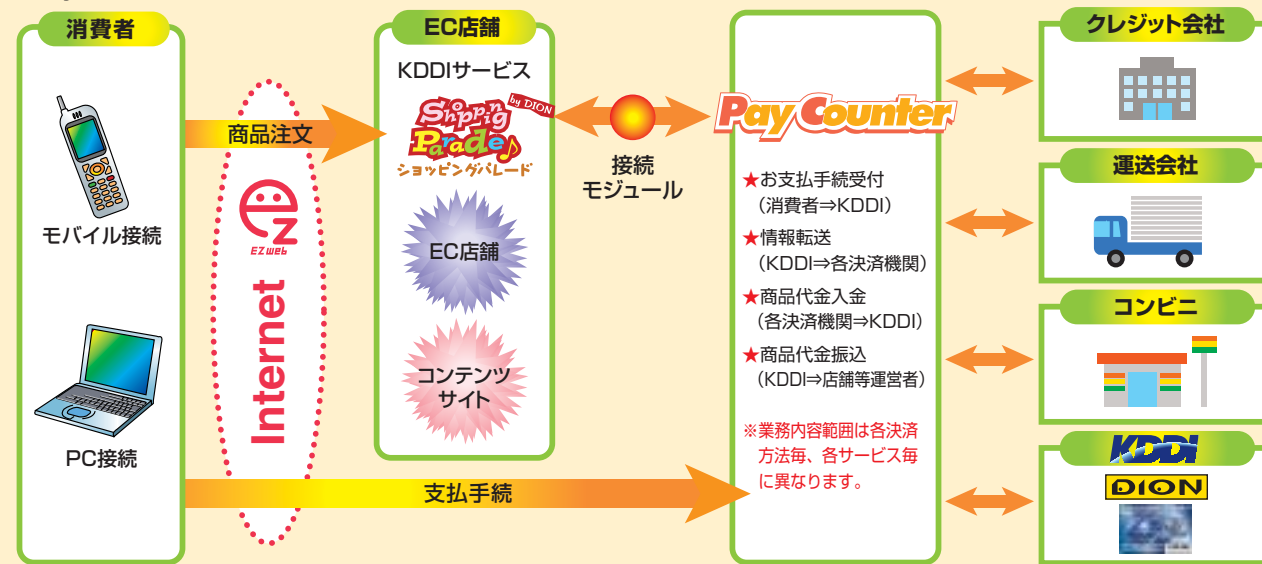 消費者
モバイル接続
PC接続
商品注文
EZweb
Internet
支払手続
EC店舗
KDDIサービス
Shoppnig
by DION
Parade♪
ショッピングパレード
EC店舗
コンテンツ
サイト
接続
モジュール
Pay Counter
★お支払手続受付
(消費者⇒KDDI)
★情報転送
(KDDI⇒各決済機関)
★商品代金入金
(各決済機関⇒KDDI)
★商品代金振込
(KDDI⇒店舗等運営者)
※業務内容範囲は各決済
方法毎、各サービス毎
に異なります。
クレジット会社
運送会社
コンビニ
KDDI
DION